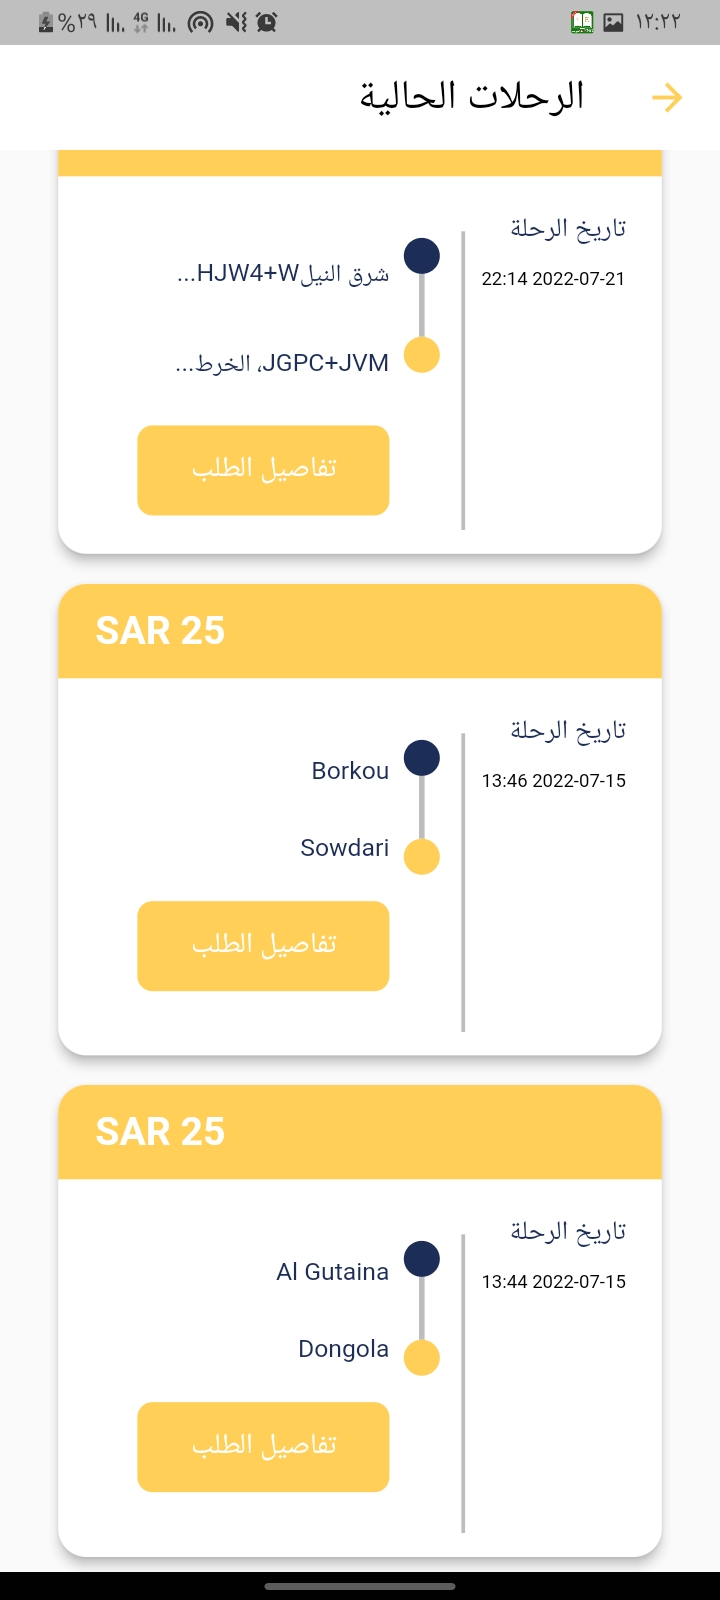 ١٢:٢٢
%٢٩
4G
الرحلات الحالية
تاريخ الرحلة
22:14 2022-07-21
شرق النيلHJW4+W...
JGPC+JVM، الخرط...
تفاصيل الطلب
SAR 25
تاريخ الرحلة
13:46 2022-07-15
Borkou
Sowdari
تفاصيل الطلب
SAR 25
تاريخ الرحلة
13:44 2022-07-15
Al Gutaina
Dongola
تفاصيل الطلب